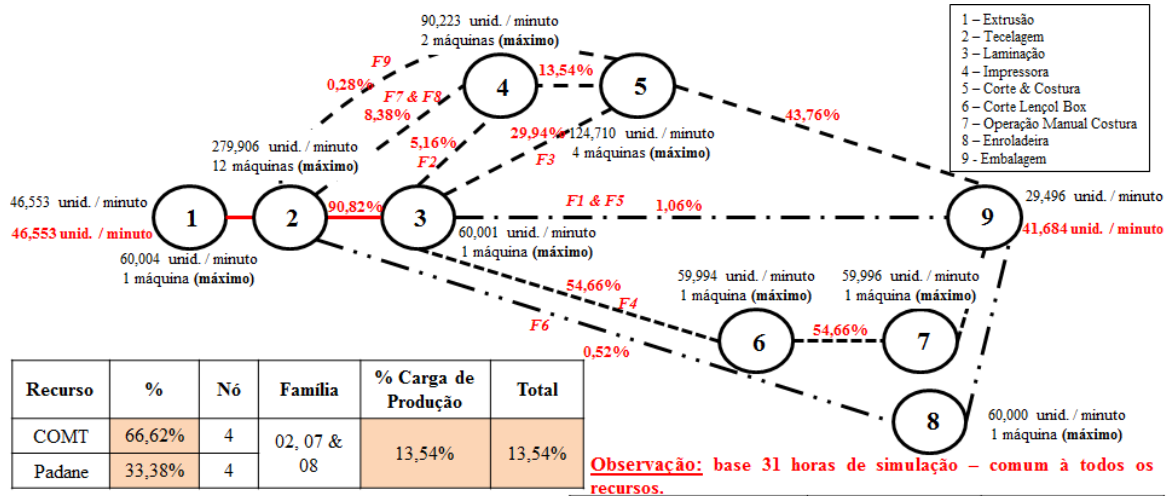 90,223 unid. / minuto
2 máquinas (máximo)
1 – Extrusão
2 – Tecelagem
3 – Laminação
4 – Impressora
5 – Corte & Costura
6 – Corte Lençol Box
7 – Operação Manual Costura
8 – Enroladeira
9 - Embalagem
F9
0,28%
F7 & F8
8,38%
4
13,54%
5
43,76%
5,16%
F2
29,94%
F3
124,710 unid. / minuto
4 máquinas (máximo)
279,906 unid. / minuto
12 máquinas (máximo)
46,553 unid. / minuto
46,553 unid. / minuto
1
2
90,82%
3
F1 & F5
1,06%
9
29,496 unid. / minuto
41,684 unid. / minuto
60,004 unid. / minuto
1 máquina (máximo)
60,001 unid. / minuto
1 máquina (máximo)
54,66%
F4
F6
0,52%
59,994 unid. / minuto
1 máquina (máximo)
59,996 unid. / minuto
1 máquina (máximo)
6
54,66%
7
8
60,000 unid. / minuto
1 máquina (máximo)
Recurso % Nó Família % Carga de Produção Total
COMT 66,62% 4 02, 07 & 08 13,54% 13,54%
Padane 33,38% 4
Observação: base 31 horas de simulação – comum à todos os
recursos.